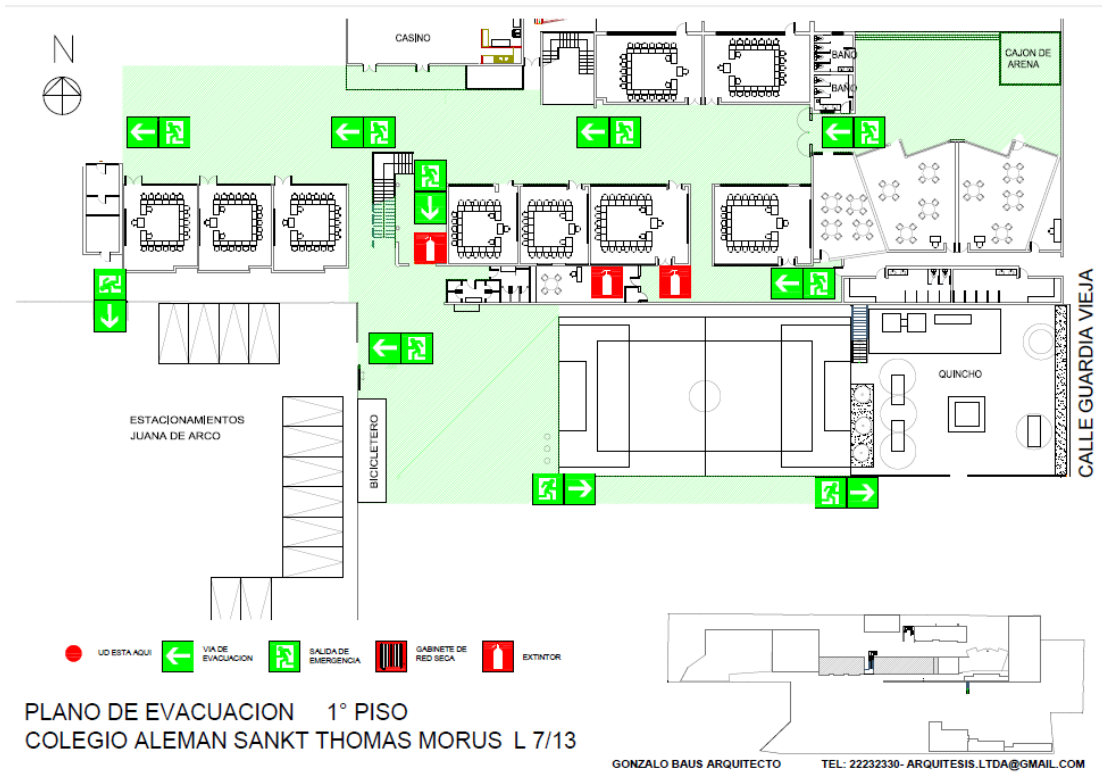 N
CASINO
CAJON DE
ARENA
BAÑO
BAÑO
ESTACIONAMIENTOS
JUANA DE ARCO
BICICLETERO
QUINCHO
CALLE GUARDIA VIEJA
UD ESTA AQUI
VIA DE
EVACUACION
SALIDA DE
EMERGENCIA
GABINETE DE
RED SECA
EXTINTOR
PLANO DE EVACUACION 1° PISO
COLEGIO ALEMAN SANKT THOMAS MORUS L 7/13
GONZALO BAUS ARQUITECTO TEL: 22232330- ARQUITESIS.LTDA@GMAIL.COM